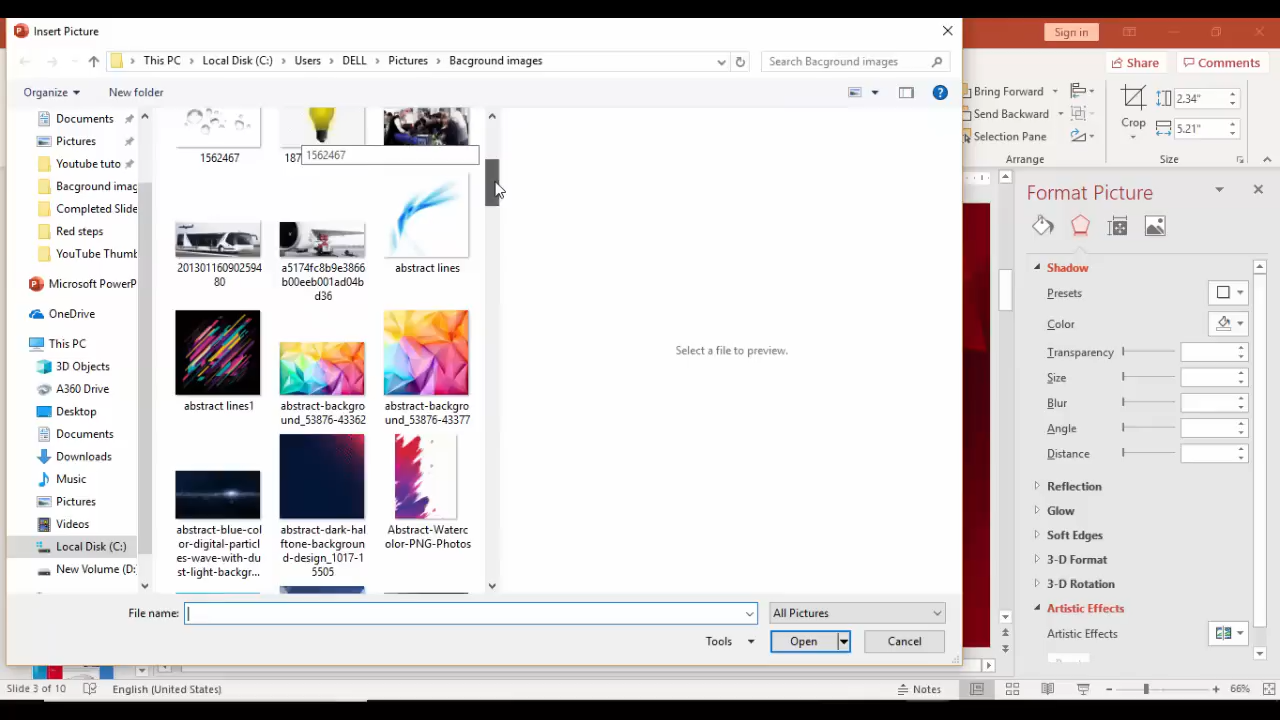 Insert Picture
Sign in
This PC
Local Disk (C:)
Users
DELL
Pictures
Bacground images
Search Bacground images
Share
Comments
Organize
New folder
Bring Forward
Send Backward
Selection Pane
Arrange
Crop
2.34"
5.21"
Size
Documents
Pictures
Youtube tuto
Bacground imag
Completed Slide
Red steps
YouTube Thumb
Microsoft PowerP
OneDrive
This PC
3D Objects
A360 Drive
Desktop
Documents
Downloads
Music
Pictures
Videos
Local Disk (C:)
New Volume (D:
1562467
187
1562467
201301160902594
80
a5174fc8b9e3866
b00eeb001ad04b
d36
abstract lines
abstract lines1
abstract-backgro
und_53876-43362
abstract-backgro
und_53876-43377
abstract-blue-col
or-digital-particl
es-wave-with-du
st-light-backgr...
abstract-dark-hal
ftone-backgroun
d-design_1017-1
5505
Abstract-Waterc
olor-PNG-Photos
Select a file to preview.
File name:
All Pictures
Tools
Open
Cancel
Format Picture
Shadow
Presets
Color
Transparency
Size
Blur
Angle
Distance
Reflection
Glow
Soft Edges
3-D Format
3-D Rotation
Artistic Effects
Artistic Effects
Slide 3 of 10
English (United States)
Notes
66%